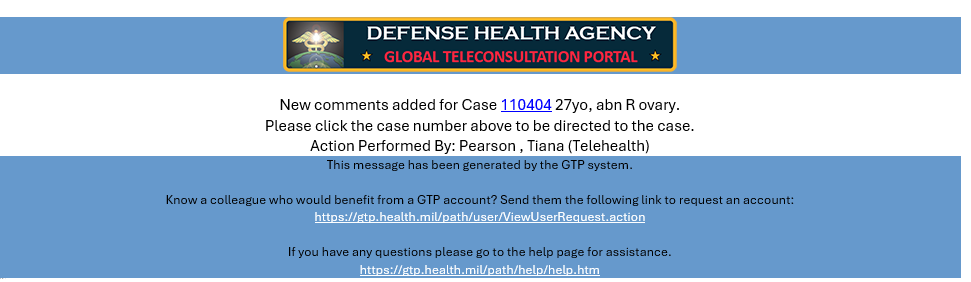 DEFENSE HEALTH AGENCY
GLOBAL TELECONSULTATION PORTAL
New comments added for Case 110404 27yo, abn R ovary.
Please click the case number above to be directed to the case.
Action Performed By: Pearson , Tiana (Telehealth)
This message has been generated by the GTP system.
Know a colleague who would benefit from a GTP account? Send them the following link to request an account:
https://gtp.health.mil/path/user/ViewUserRequest.action
If you have any questions please go to the help page for assistance.
https://gtp.health.mil/path/help/help.htm